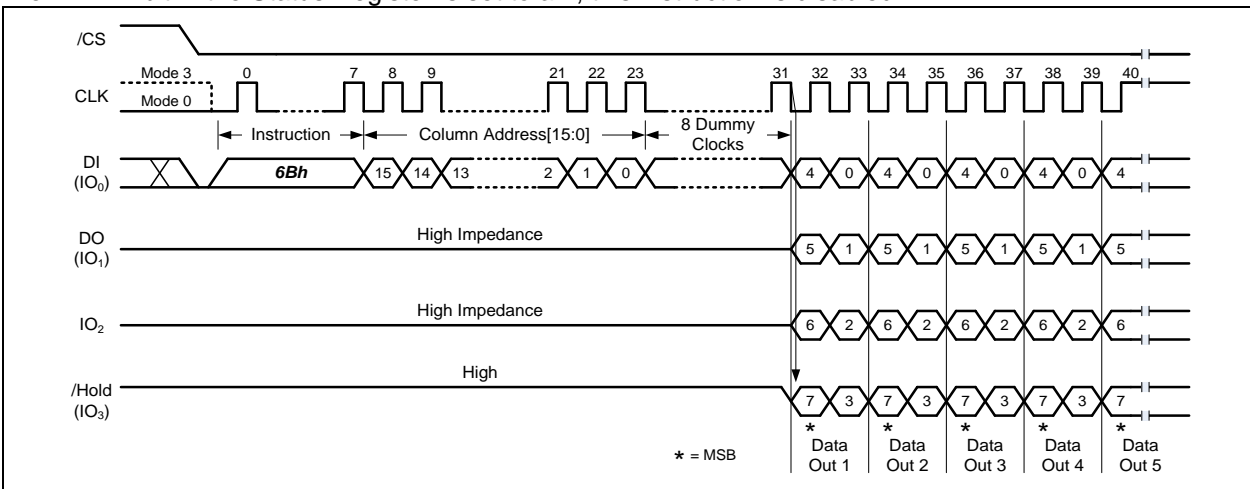 /CS
Mode 3 0 7 8 9 21 22 23 31 32 33 34 35 36 37 38 39 40
CLK
Mode 0
Instruction Column Address[15:0] 8 Dummy Clocks
DI
(IO0)
6Bh 15 14 13 2 1 0 4 0 4 0 4 0 4 0 4
High Impedance
DO
(IO1)
5 1 5 1 5 1 5 1 5
High Impedance
IO2
6 2 6 2 6 2 6 2 6
High
/Hold
(IO3)
7 3 7 3 7 3 7 3 7
* * * * *
* = MSB
Data Out 1
Data Out 2
Data Out 3
Data Out 4
Data Out 5